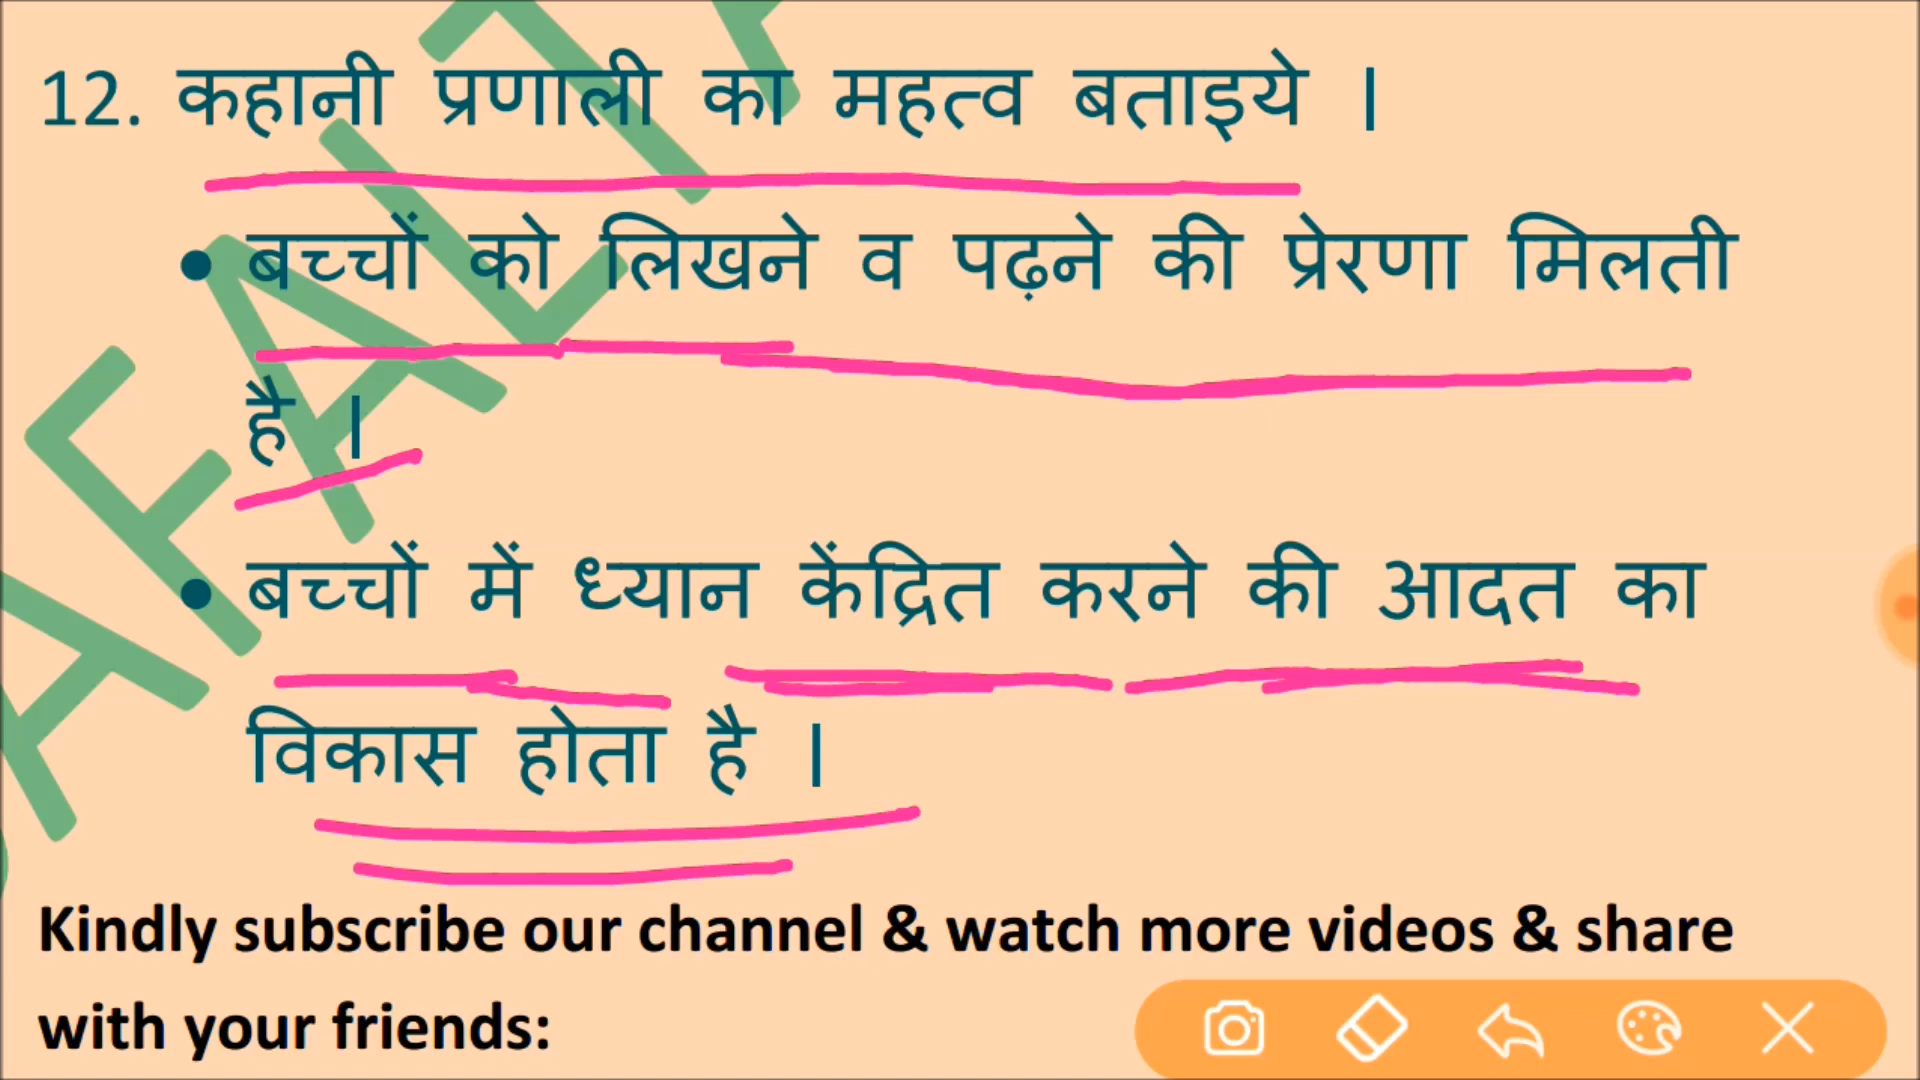 12. कहानी प्रणाली का महत्व बताइये |
• बच्चों को लिखने व पढ़ने की प्रेरणा मिलती
है |
• बच्चों में ध्यान केंद्रित करने की आदत का
विकास होता है |
Kindly subscribe our channel & watch more videos & share
with your friends: